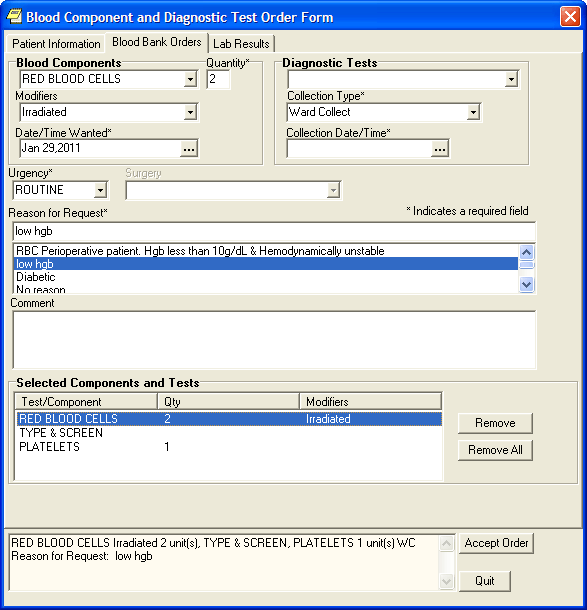 Blood Component and Diagnostic Test Order Form
Patient Information Blood Bank Orders Lab Results
Blood Components Quantity* Diagnostic Tests
RED BLOOD CELLS 2
Modifiers Collection Type*
Irradiated Ward Collect
Date/Time Wanted* Collection Date/Time*
Jan 29,2011 ... ...
Urgency* Surgery
ROUTINE
Reason for Request* * Indicates a required field
low hgb
RBC Perioperative patient. Hgb less than 10g/dL & Hemodynamically unstable
low hgb
Diabetic
No reason
Comment
Selected Components and Tests
Test/Component Qty Modifiers
RED BLOOD CELLS 2 Irradiated
TYPE & SCREEN
PLATELETS 1
Remove
Remove All
RED BLOOD CELLS Irradiated 2 unit(s), TYPE & SCREEN, PLATELETS 1 unit(s) WC
Reason for Request: low hgb
Accept Order
Quit